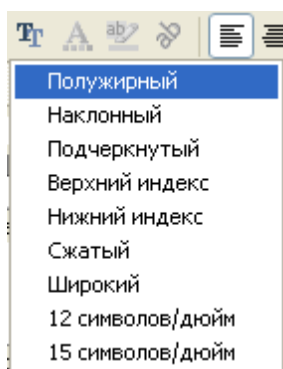 Полужирный
Наклонный
Подчеркнутый
Верхний индекс
Нижний индекс
Сжатый
Широкий
12 символов/дюйм
15 символов/дюйм